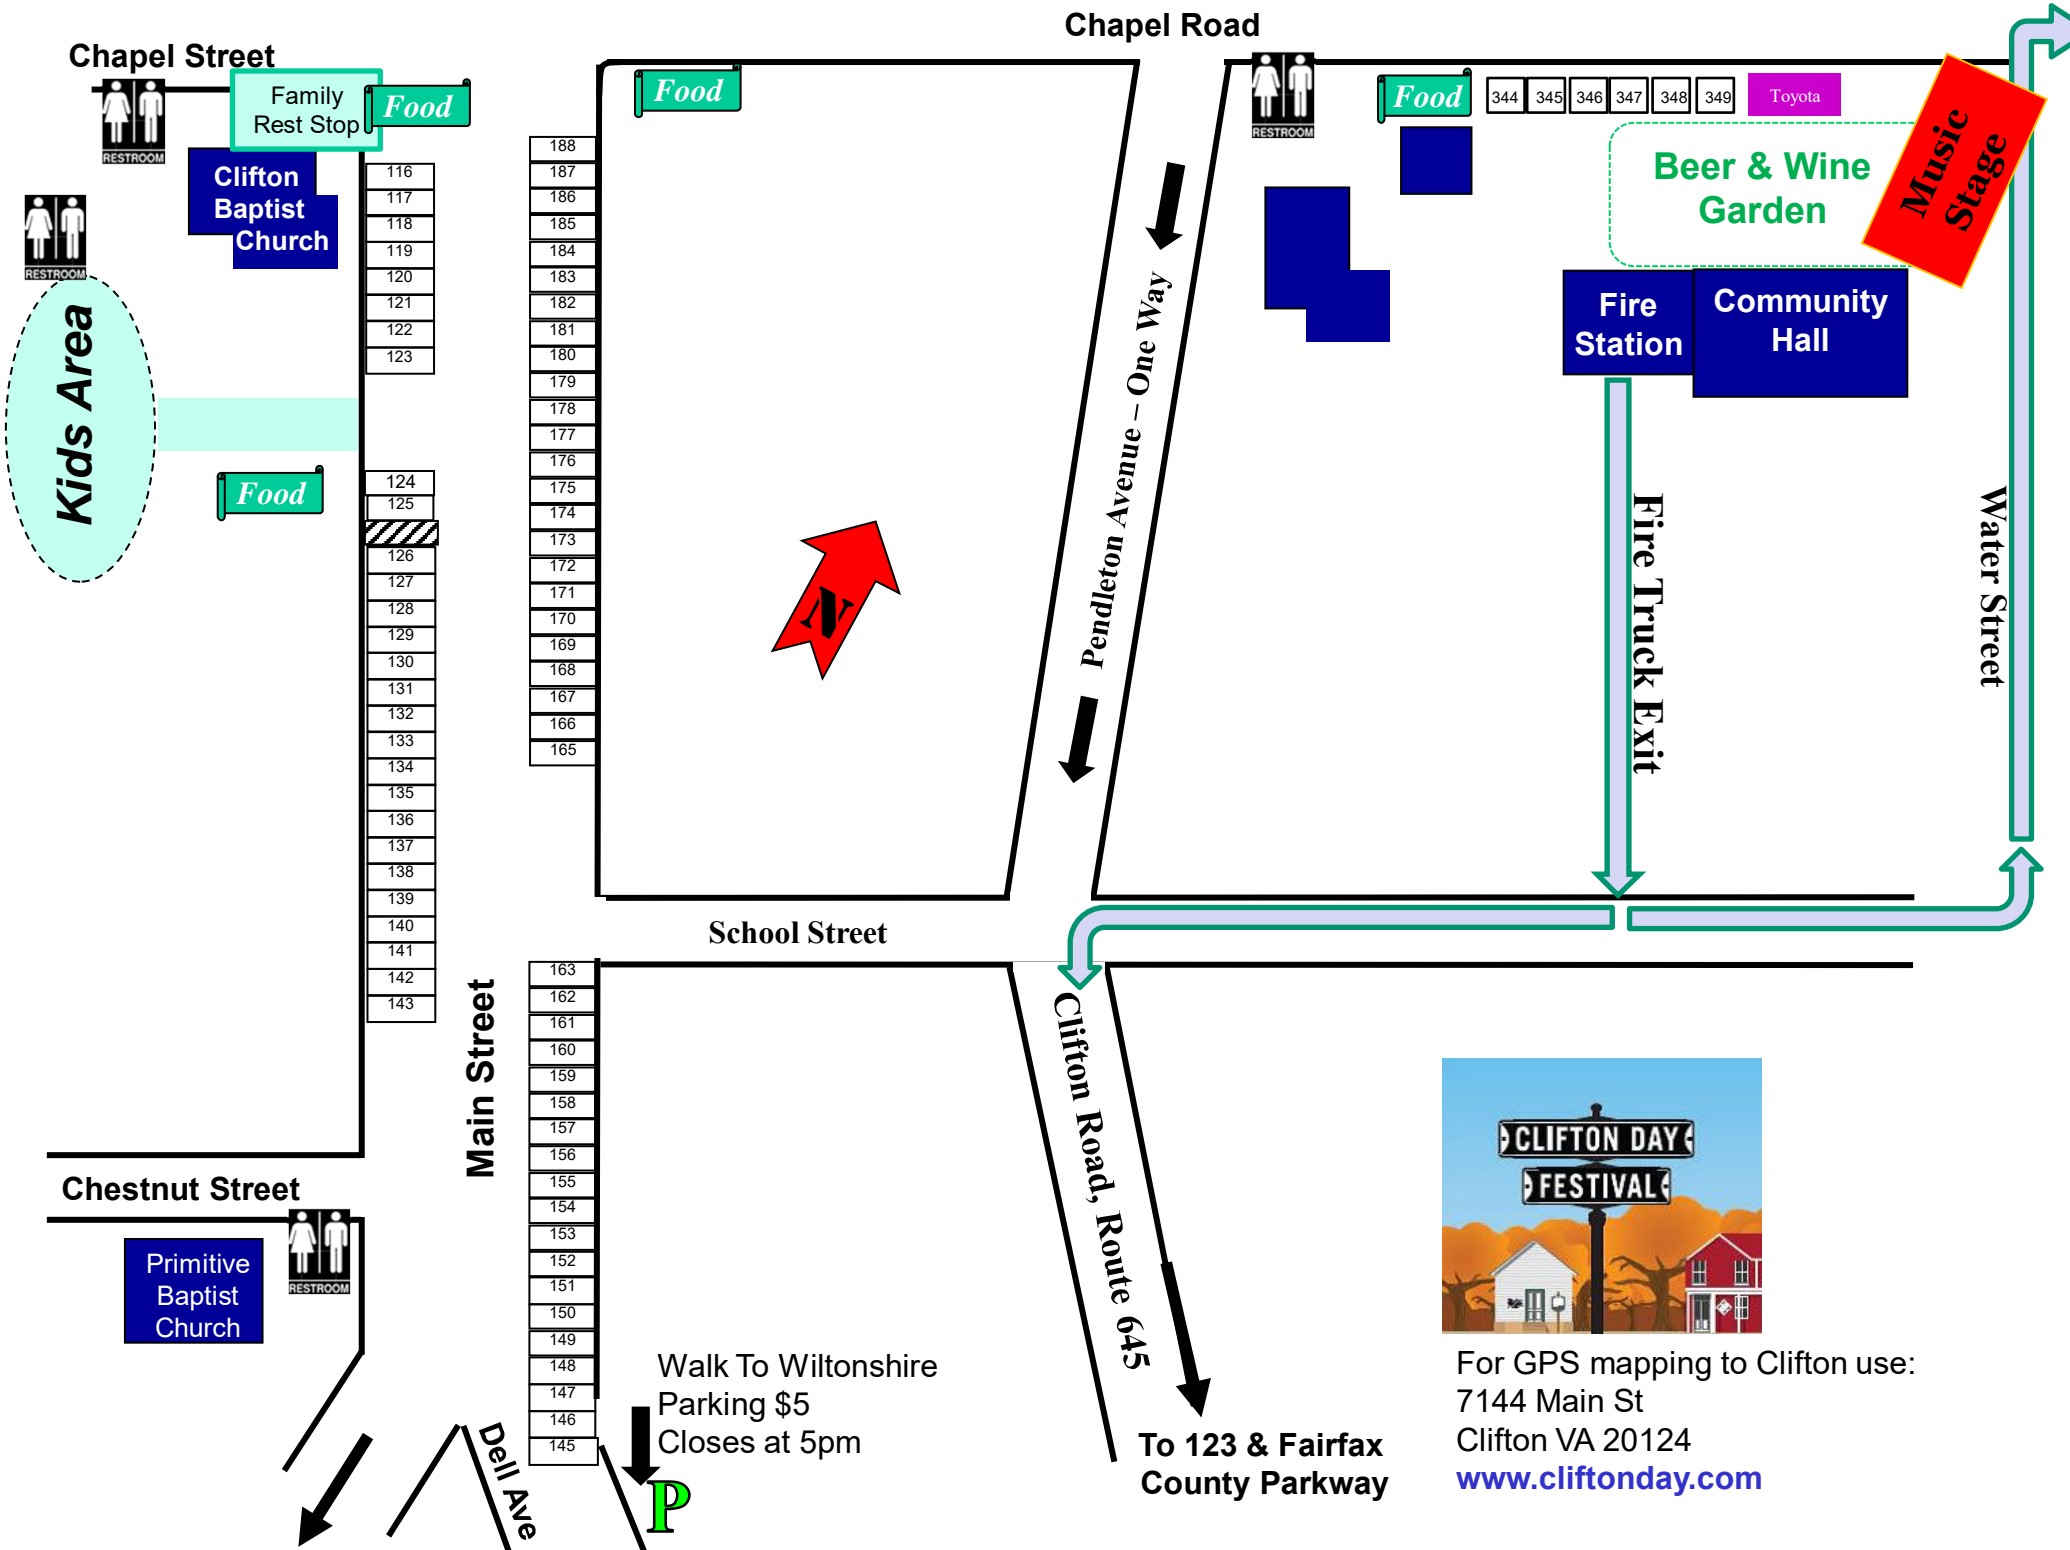 Chapel Road
Chapel Street
RESTROOM
Family
Rest Stop
Food
Food
RESTROOM
Food
344
345
346
347
348
349
Toyota
Clifton
Baptist
Church
RESTROOM
Kids Area
Food
116
117
118
119
120
121
122
123
124
125
126
127
128
129
130
131
132
133
134
135
136
137
138
139
140
141
142
143
188
187
186
185
184
183
182
181
180
179
178
177
176
175
174
173
172
171
170
169
168
167
166
165
N
Pendleton Avenue – One Way
Beer & Wine
Garden
Music
Stage
Fire
Station
Community
Hall
Fire Truck Exit
Water Street
School Street
Main Street
163
162
161
160
159
158
157
156
155
154
153
152
151
150
149
148
147
146
145
Clifton Road, Route 645
Chestnut Street
RESTROOM
Primitive
Baptist
Church
Dell Ave
Walk To Wiltonshire
Parking $5
Closes at 5pm
P
To 123 & Fairfax
County Parkway
CLIFTON DAY
FESTIVAL
For GPS mapping to Clifton use:
7144 Main St
Clifton VA 20124
www.cliftonday.com